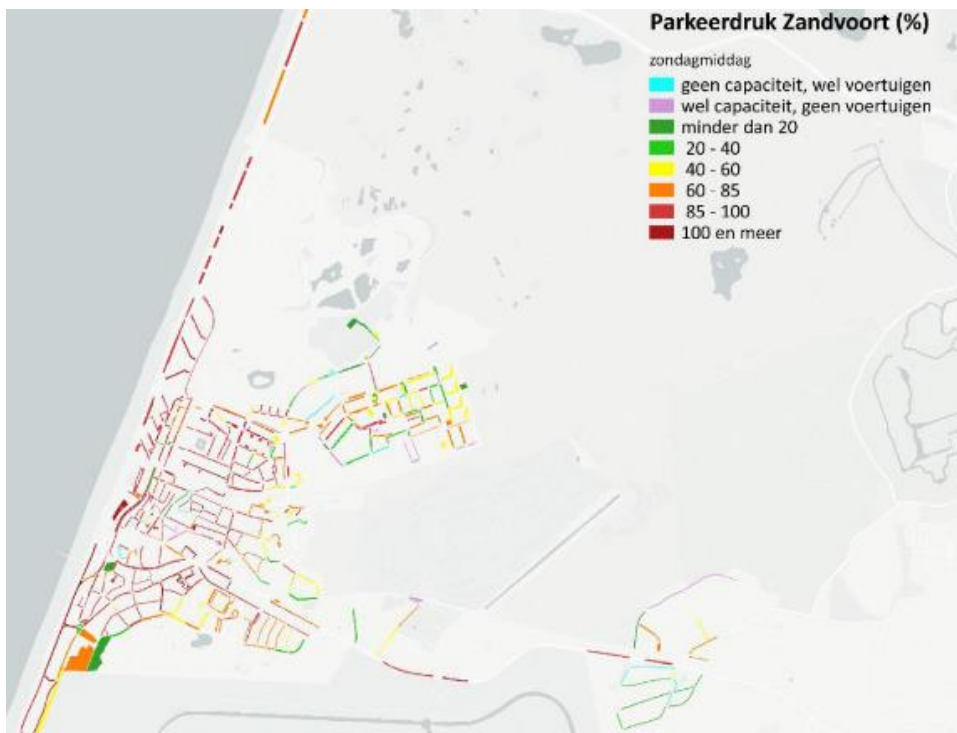 Parkeerdruk Zandvoort (%)
zondagmiddag
geen capaciteit, wel voertuigen
wel capaciteit, geen voertuigen
minder dan 20
20 - 40
40 - 60
60 - 85
85 - 100
100 en meer